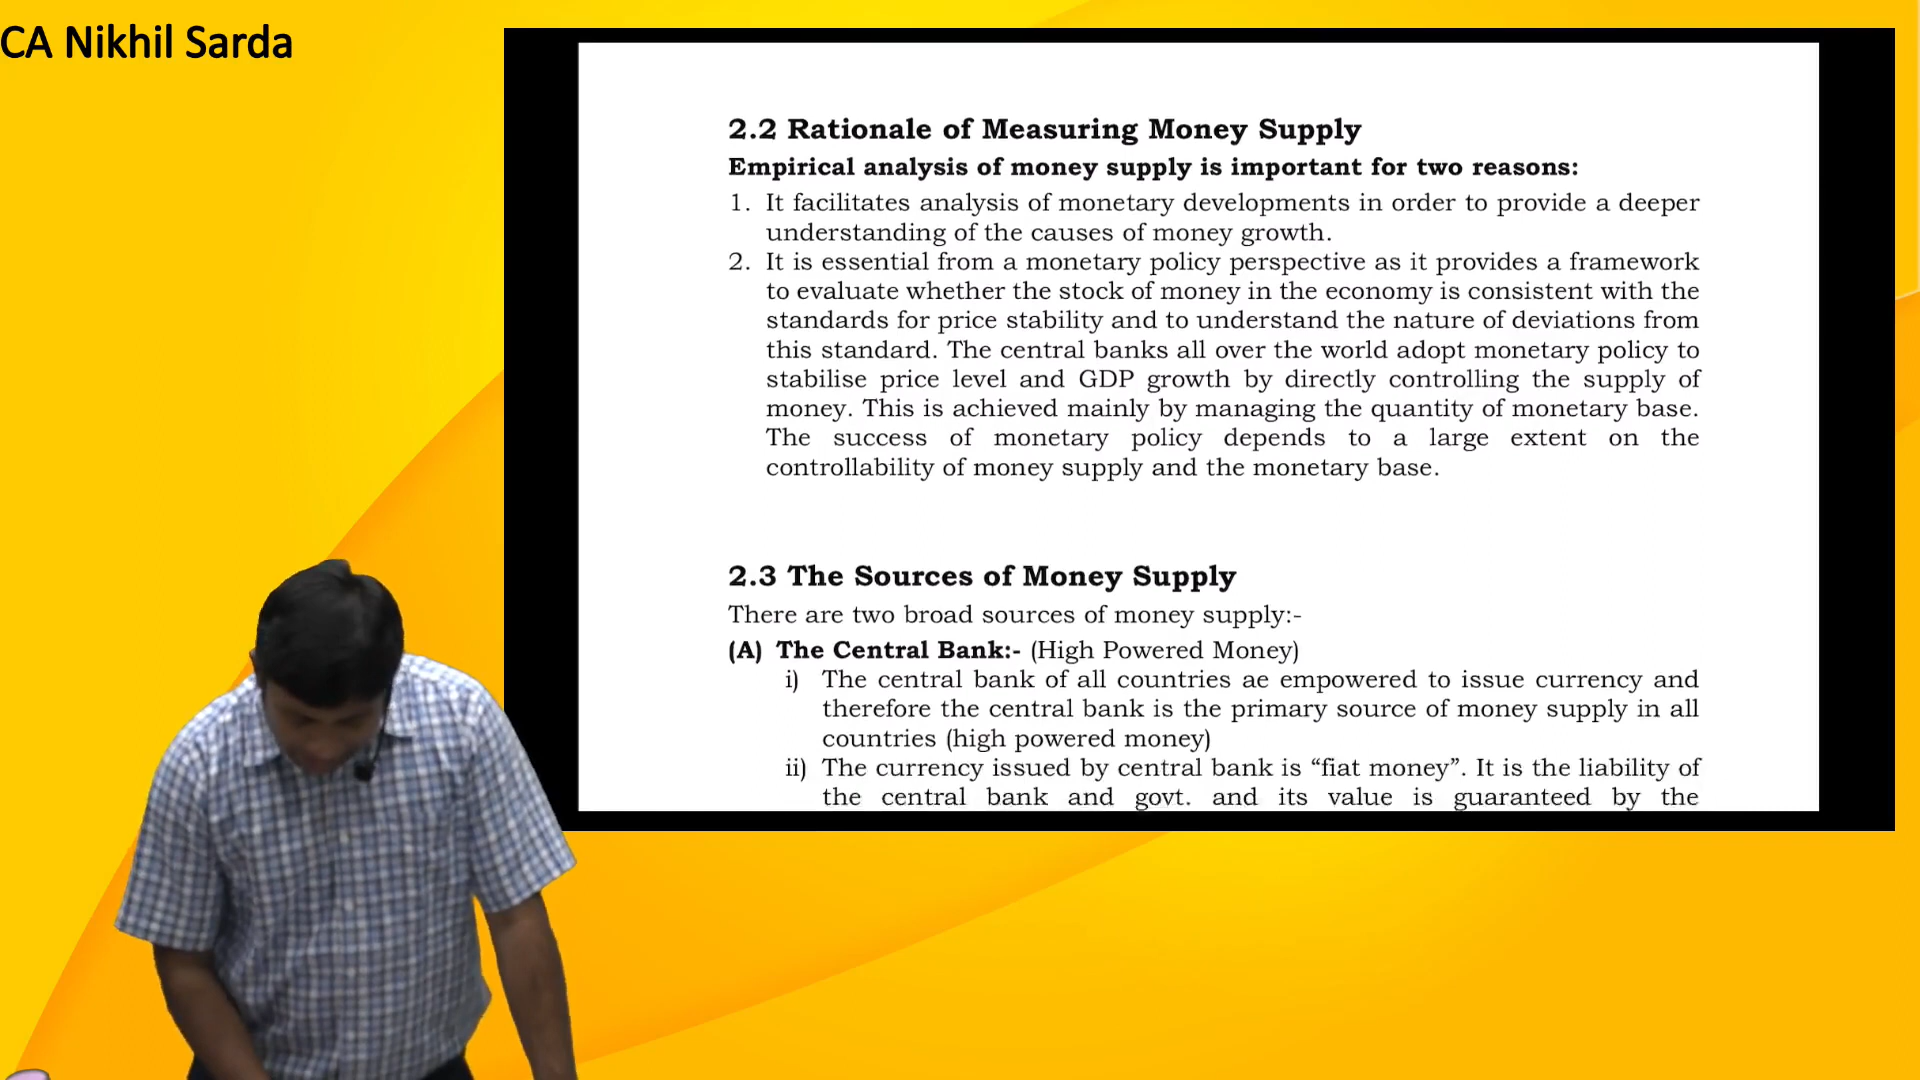 CA Nikhil Sarda
2.2 Rationale of Measuring Money Supply
Empirical analysis of money supply is important for two reasons:
1. It facilitates analysis of monetary developments in order to provide a deeper
understanding of the causes of money growth.
2. It is essential from a monetary policy perspective as it provides a framework
to evaluate whether the stock of money in the economy is consistent with the
standards for price stability and to understand the nature of deviations from
this standard. The central banks all over the world adopt monetary policy to
stabilise price level and GDP growth by directly controlling the supply of
money. This is achieved mainly by managing the quantity of monetary base.
The success of monetary policy depends to a large extent on the
controllability of money supply and the monetary base.
2.3 The Sources of Money Supply
There are two broad sources of money supply:-
(A) The Central Bank:- (High Powered Money)
i) The central bank of all countries ae empowered to issue currency and
therefore the central bank is the primary source of money supply in all
countries (high powered money)
ii) The currency issued by central bank is “fiat money”. It is the liability of
the central bank and govt. and its value is guaranteed by the